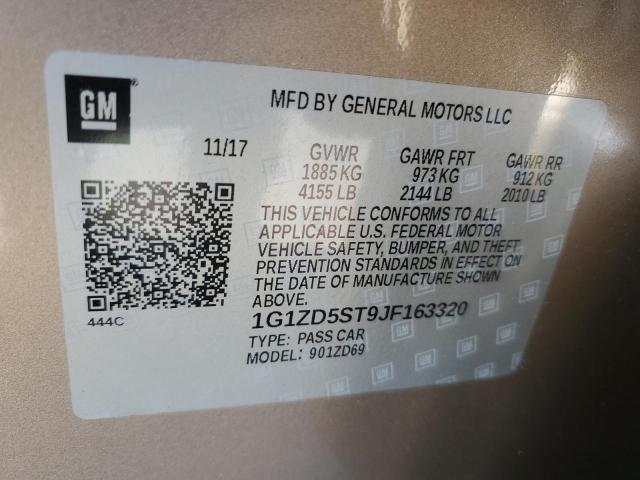 GM
MFD BY GENERAL MOTORS LLC
11/17 GVWR GAWR FRT GAWR RR
1885 KG 973 KG 912 KG
4155 LB 2144 LB 2010 LB
THIS VEHICLE CONFORMS TO ALL
APPLICABLE U.S. FEDERAL MOTOR
VEHICLE SAFETY, BUMPER, AND THEFT
PREVENTION STANDARDS IN EFFECT ON
THE DATE OF MANUFACTURE SHOWN
ABOVE.
444C
1G1ZD5ST9JF163320
TYPE: PASS CAR
MODEL: 901ZD69